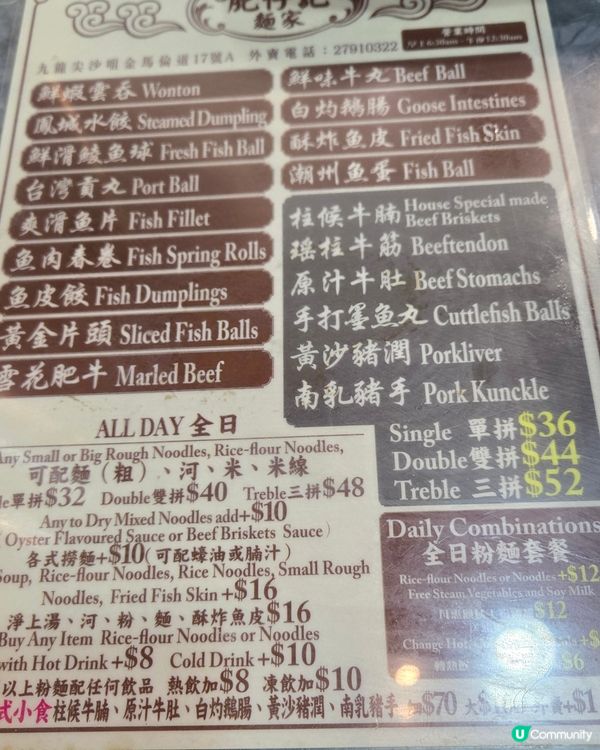 麵家
營業時間
九龍尖沙咀金馬倫道17號A 外賣電話：27910322
鮮蝦雲吞 Wonton
鳳城水餃 Steamed Dumpling
鮮滑鯪魚球 Fresh Fish Ball
台灣貢丸 Port Ball
爽滑魚片 Fish Fillet
魚肉春卷 Fish Spring Rolls
魚皮餃 Fish Dumplings
黃金片頭 Sliced Fish Balls
雪花肥牛 Marled Beef
鮮味牛丸 Beef Ball
白灼鵝腸 Goose Intestines
酥炸魚皮 Fried Fish Skin
潮州魚蛋 Fish Ball
柱候牛腩 House Special made Beef Briskets
瑤柱牛筋 Beeftendon
原汁牛肚 Beef Stomachs
手打墨魚丸 Cuttlefish Balls
黃沙豬潤 Porkliver
南乳豬手 Pork Kunckle
Single 單拼$36
Double 雙拼$44
Treble 三拼$52
ALL DAY 全日
Any Small or Big Rough Noodles, Rice-flour Noodles,
可配麵（粗）、河、米、米線
單拼$32 Double雙拼$40 Treble三拼$48
Any to Dry Mixed Noodles add+$10
( Oyster Flavoured Sauce or Beef Briskets Sauce )
各式撈麵+$10(可配蠔油或腩汁)
Soup, Rice-flour Noodles, Rice Noodles, Small Rough
Noodles, Fried Fish Skin +$16
淨上湯、河、粉、麵、酥炸魚皮$16
Buy Any Item Rice-flour Noodles or Noodles
with Hot Drink +$8 Cold Drink +$10
以上粉麵配任何飲品 熱飲加$8 凍飲加$10
式小食 柱候牛腩、原汁牛肚、白灼鵝腸、黃沙豬潤、南乳豬手 $70
Daily Combinations
全日粉麵套餐
Rice-flour Noodles or Noodles +$12
Free Steam Vegetables and Soy Milk
$12
Change Hot
$6
U Community